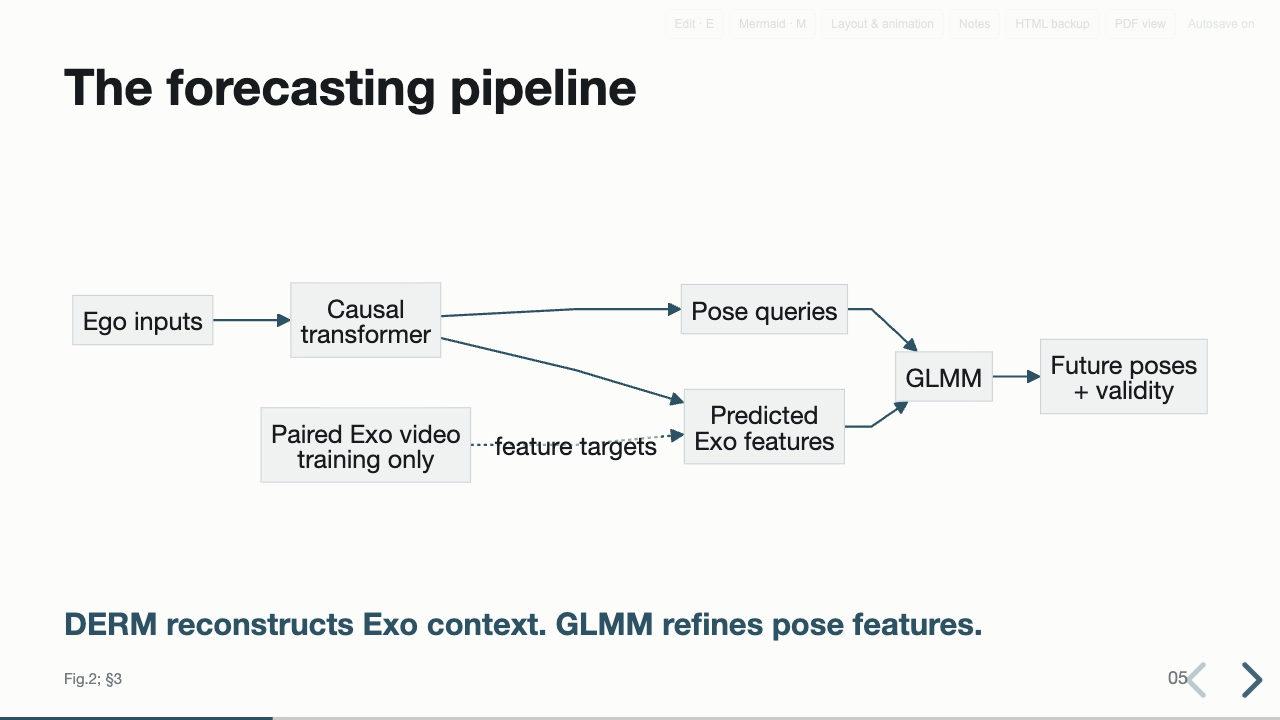 Edit · E
Mermaid · M
Layout & animation
Notes
HTML backup
PDF view
Autosave on
The forecasting pipeline
Ego inputs
Causal
transformer
Paired Exo video
training only
feature targets
Pose queries
Predicted
Exo features
GLMM
Future poses
+ validity
DERM reconstructs Exo context. GLMM refines pose features.
Fig.2; §3
05